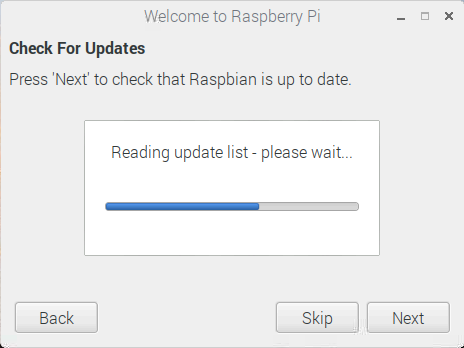 Welcome to Raspberry Pi
Check For Updates
Press 'Next' to check that Raspbian is up to date.
Reading update list - please wait...
Back
Skip
Next